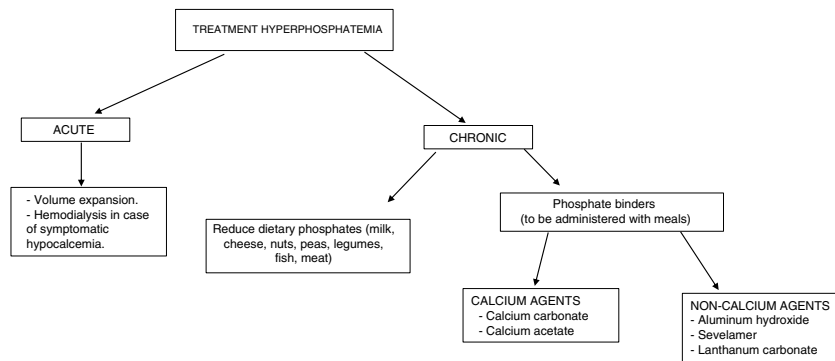 TREATMENT HYPERPHOSPHATEMIA
ACUTE
CHRONIC
- Volume expansion.
- Hemodialysis in case
of symptomatic
hypocalcemia.
Reduce dietary phosphates (milk,
cheese, nuts, peas, legumes,
fish, meat)
Phosphate binders
(to be administered with meals)
CALCIUM AGENTS
- Calcium carbonate
- Calcium acetate
NON-CALCIUM AGENTS
- Aluminum hydroxide
- Sevelamer
- Lanthanum carbonate